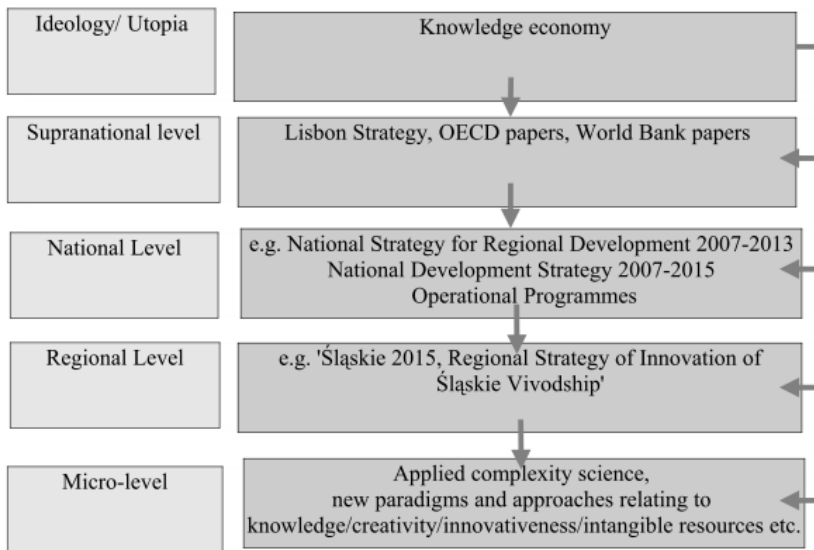 Ideology/ Utopia
Knowledge economy
Supranational level
Lisbon Strategy, OECD papers, World Bank papers
National Level
e.g. National Strategy for Regional Development 2007-2013
National Development Strategy 2007-2015
Operational Programmes
Regional Level
e.g. 'Śląskie 2015, Regional Strategy of Innovation of
Śląskie Vivodship'
Micro-level
Applied complexity science,
new paradigms and approaches relating to
knowledge/creativity/innovativeness/intangible resources etc.